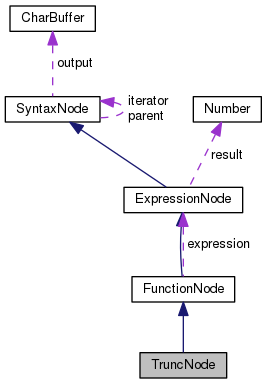 CharBuffer
output
SyntaxNode
iterator
parent
Number
result
ExpressionNode
expression
FunctionNode
TruncNode